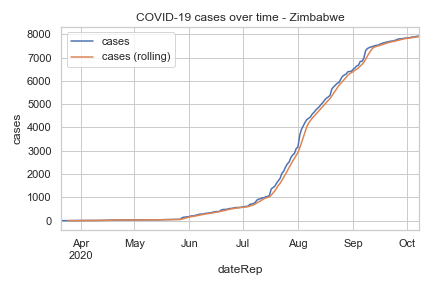 COVID-19 cases over time - Zimbabwe
cases
cases (rolling)
8000
7000
6000
5000
4000
3000
2000
1000
0
cases
Apr
2020
May
Jun
Jul
Aug
Sep
Oct
dateRep